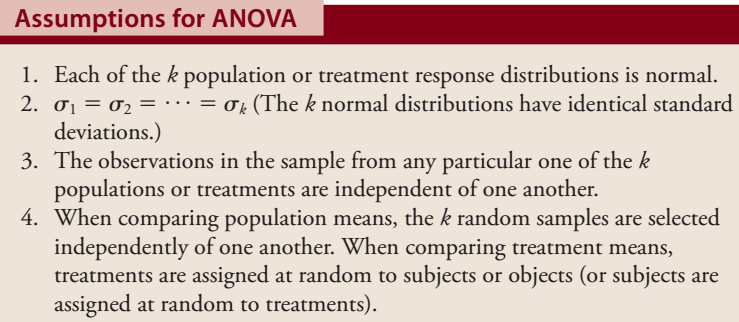 Assumptions for ANOVA
1. Each of the k population or treatment response distributions is normal.
2. σ₁ = σ₂ = ⋯ = σₖ (The k normal distributions have identical standard
deviations.)
3. The observations in the sample from any particular one of the k
populations or treatments are independent of one another.
4. When comparing population means, the k random samples are selected
independently of one another. When comparing treatment means,
treatments are assigned at random to subjects or objects (or subjects are
assigned at random to treatments).